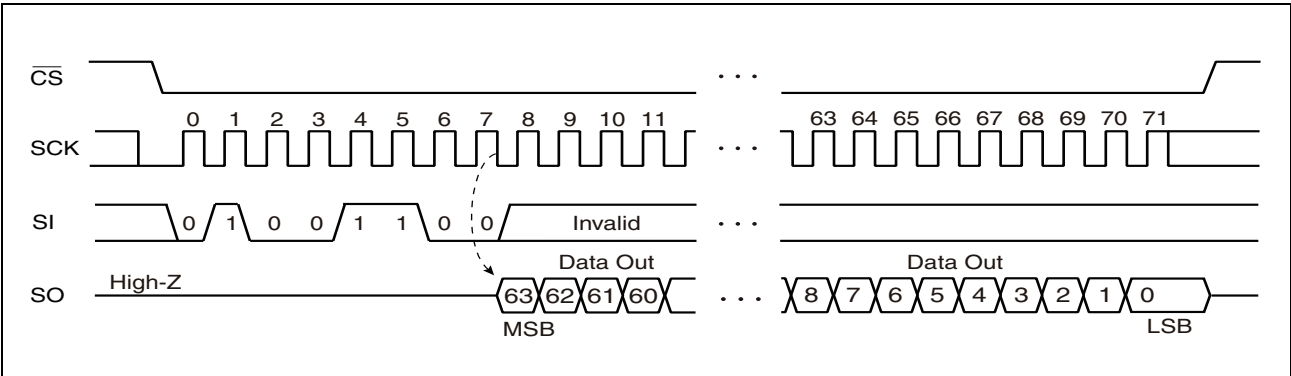 CS
. . .
0 1 2 3 4 5 6 7 8 9 10 11 63 64 65 66 67 68 69 70 71
SCK
. . .
SI 0 1 0 0 1 1 0 0 Invalid . . .
Data Out Data Out
High-Z
SO 63 62 61 60 . . . 8 7 6 5 4 3 2 1 0
MSB LSB